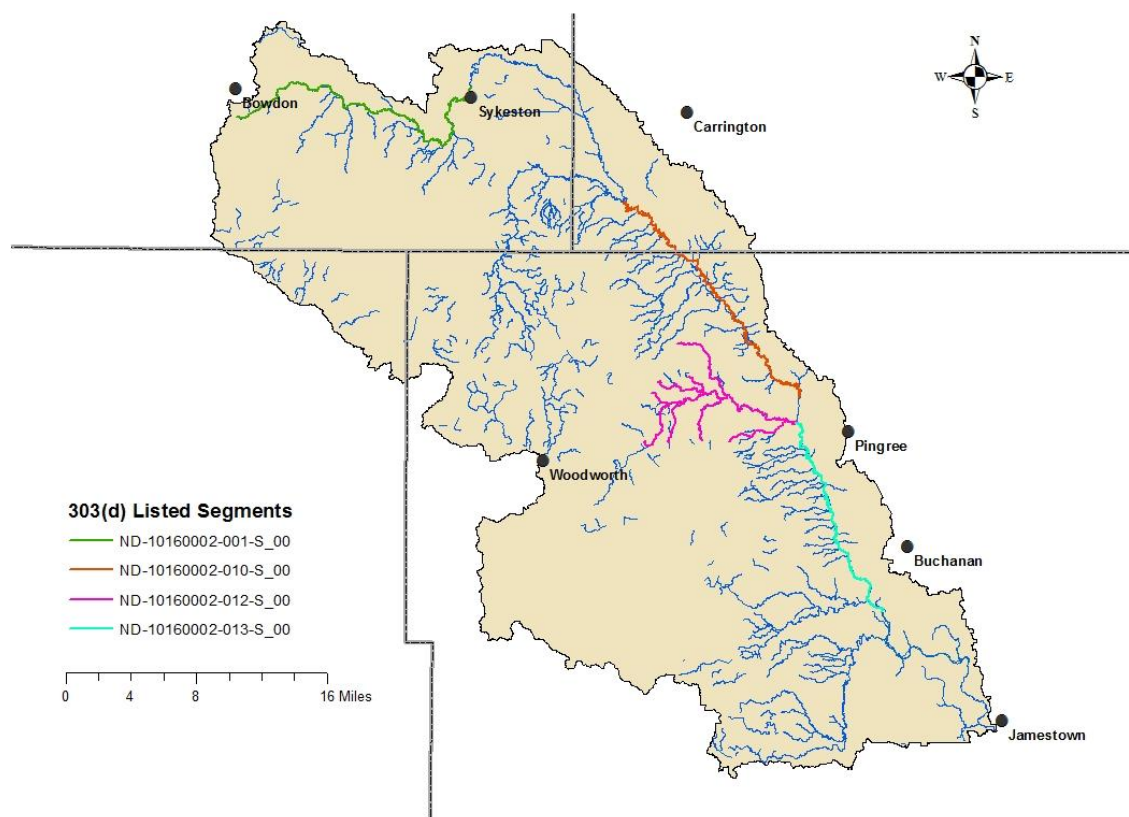 N
W E
S
Bowdon
Sykeston
Carrington
Pingree
Woodworth
303(d) Listed Segments
ND-10160002-001-S_00
ND-10160002-010-S_00
ND-10160002-012-S_00
ND-10160002-013-S_00
Buchanan
0 4 8 16 Miles
Jamestown